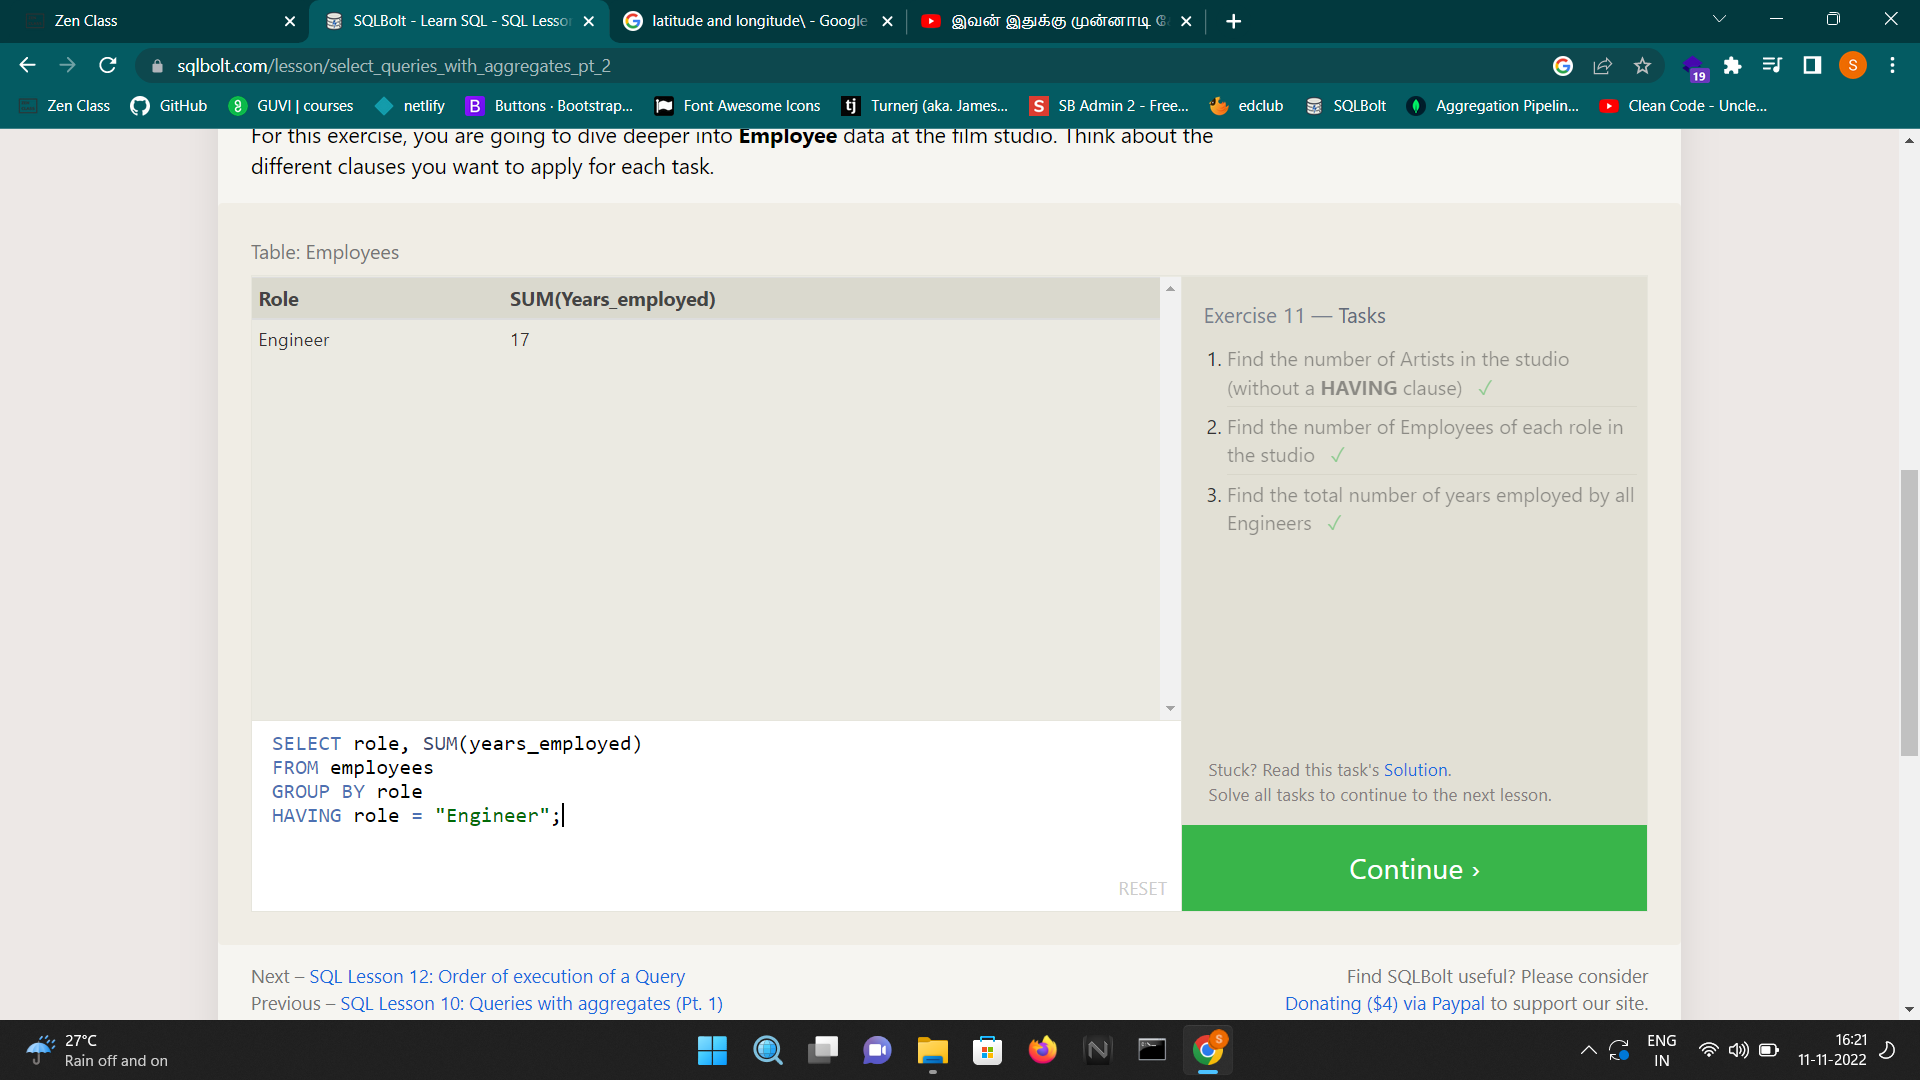 Zen Class
SQLBolt - Learn SQL - SQL Lesso
latitude and longitude\ - Google
இவன் இதுக்கு முன்னாடி
sqlbolt.com/lesson/select_queries_with_aggregates_pt_2
19
S
Zen Class
GitHub
GUVI | courses
netlify
Buttons · Bootstrap...
Font Awesome Icons
tj
Turnerj (aka. James...
SB Admin 2 - Free...
edclub
SQLBolt
Aggregation Pipelin...
Clean Code - Uncle...
For this exercise, you are going to dive deeper into Employee data at the film studio. Think about the
different clauses you want to apply for each task.
Table: Employees
Role SUM(Years_employed)
Engineer 17
Exercise 11 — Tasks
1. Find the number of Artists in the studio
(without a HAVING clause) ✓
2. Find the number of Employees of each role in
the studio ✓
3. Find the total number of years employed by all
Engineers ✓
SELECT role, SUM(years_employed)
FROM employees
GROUP BY role
HAVING role = "Engineer";
RESET
Stuck? Read this task's Solution.
Solve all tasks to continue to the next lesson.
Continue ›
Next – SQL Lesson 12: Order of execution of a Query
Previous – SQL Lesson 10: Queries with aggregates (Pt. 1)
Find SQLBolt useful? Please consider
Donating ($4) via Paypal to support our site.
27°C
Rain off and on
ENG
IN
16:21
11-11-2022